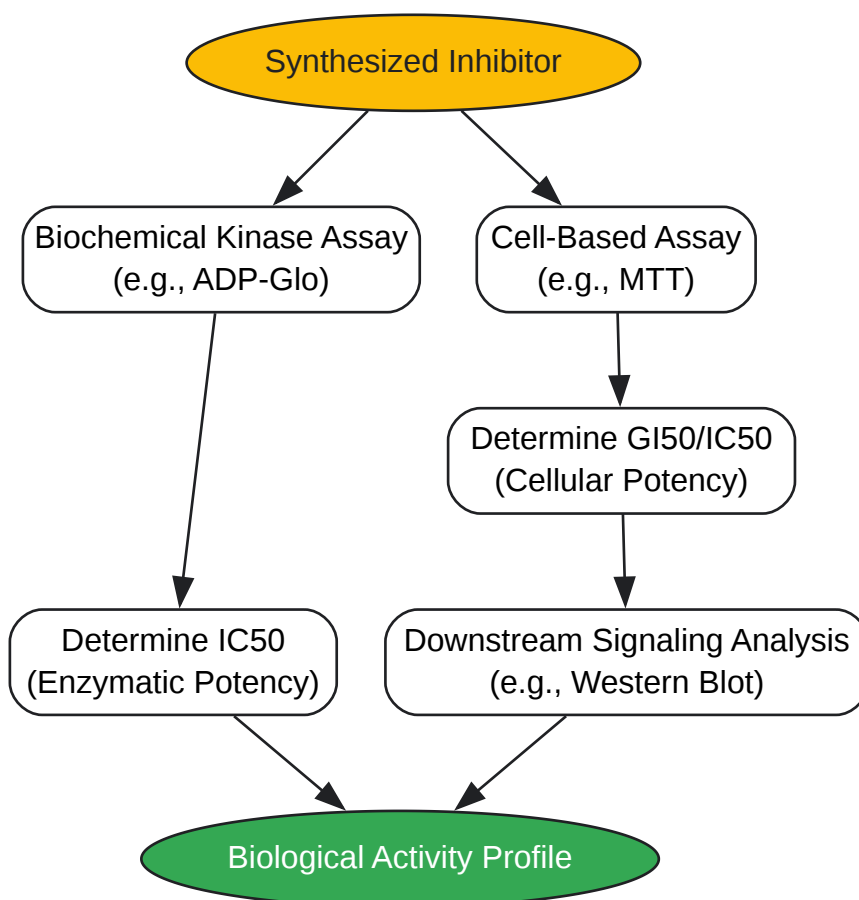 Synthesized Inhibitor
Biochemical Kinase Assay
(e.g., ADP-Glo)
Cell-Based Assay
(e.g., MTT)
Determine GI50/IC50
(Cellular Potency)
Determine IC50
(Enzymatic Potency)
Downstream Signaling Analysis
(e.g., Western Blot)
Biological Activity Profile